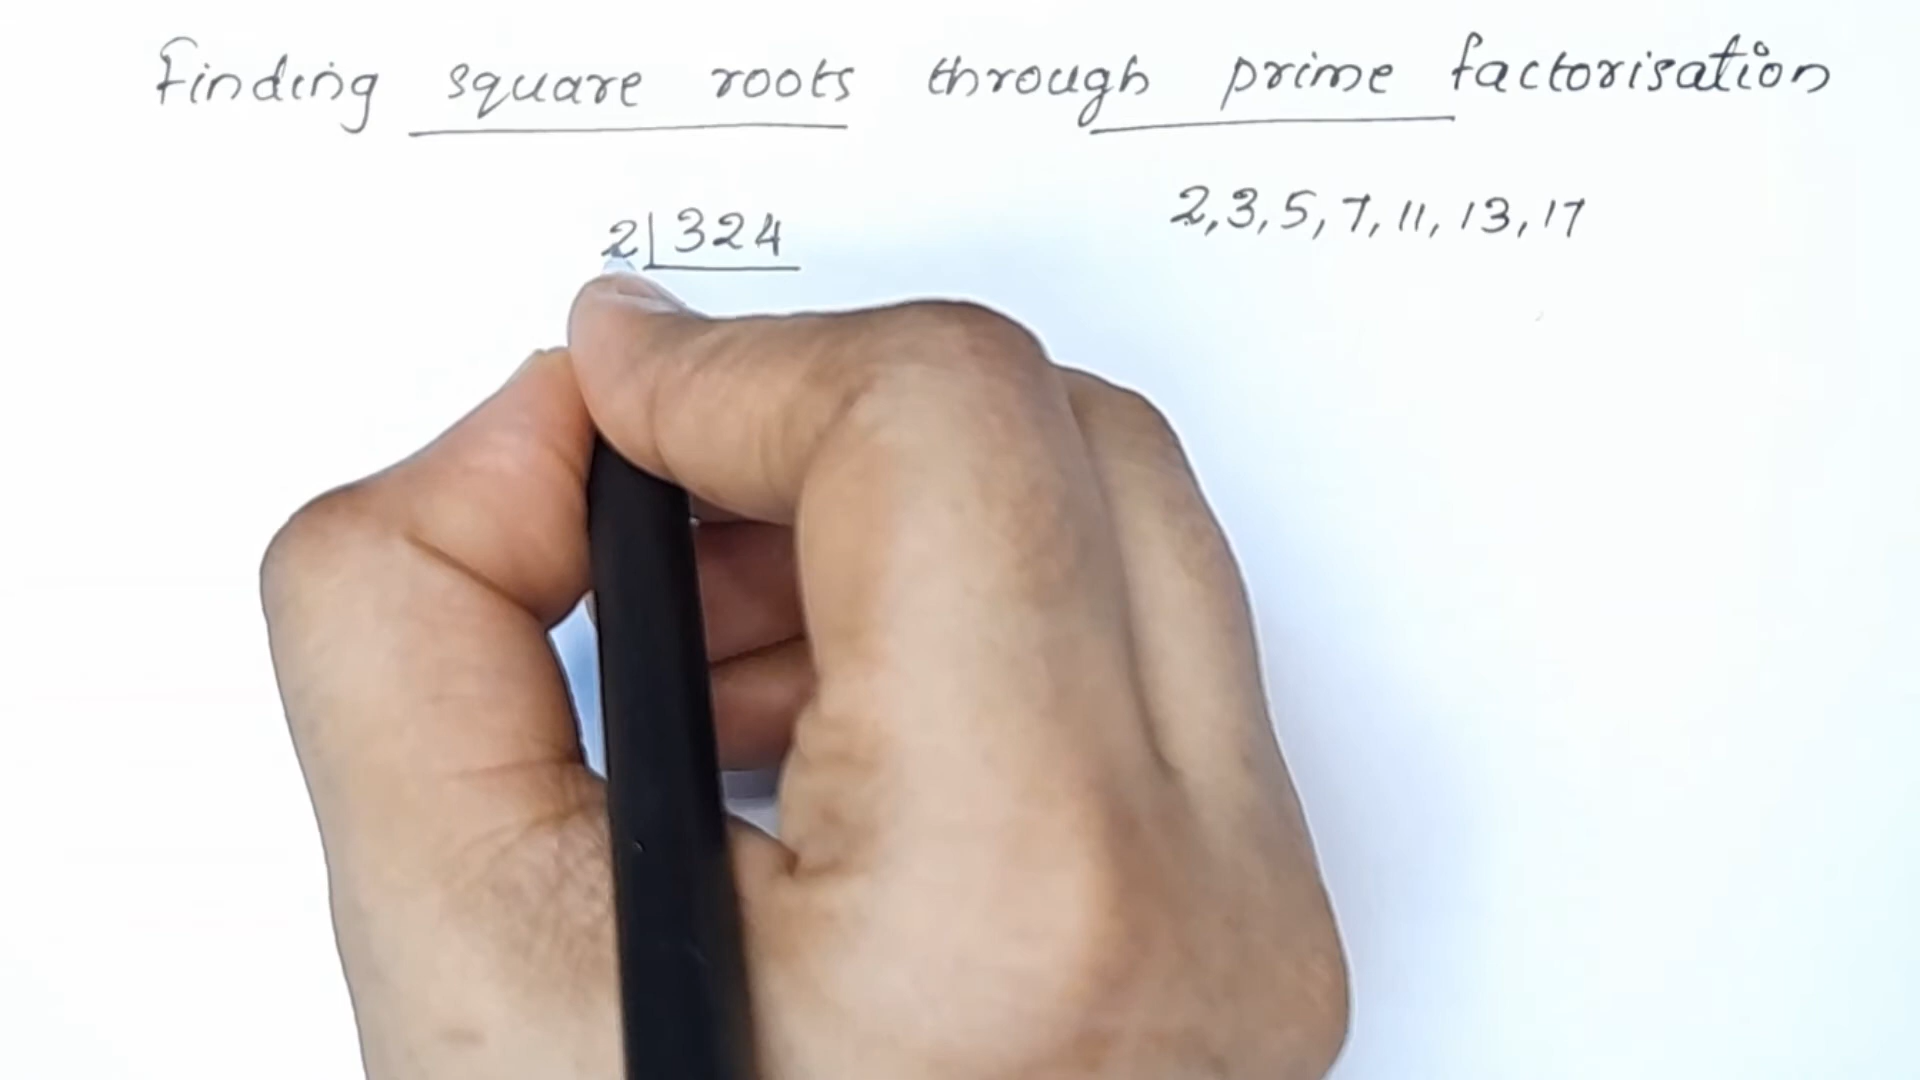 Finding square roots through prime factorisation
2 | 324
2, 3, 5, 7, 11, 13, 17